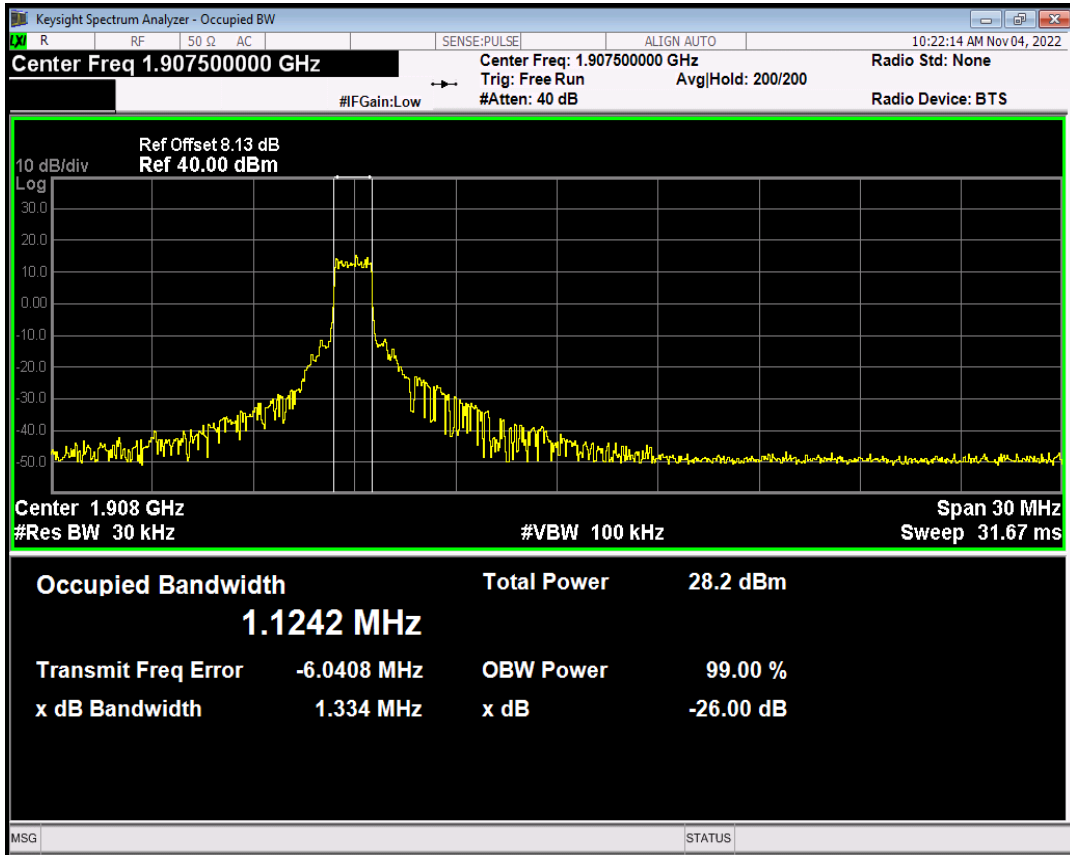 Keysight Spectrum Analyzer - Occupied BW
LXI R RF 50 Ω AC SENSE:PULSE ALIGN AUTO 10:22:14 AM Nov 04, 2022
Center Freq 1.907500000 GHz Center Freq: 1.907500000 GHz Radio Std: None
Trig: Free Run Avg|Hold: 200/200
#IFGain:Low #Atten: 40 dB Radio Device: BTS
Ref Offset 8.13 dB
10 dB/div Ref 40.00 dBm
Log
30.0
20.0
10.0
0.00
-10.0
-20.0
-30.0
-40.0
-50.0
Center 1.908 GHz Span 30 MHz
#Res BW 30 kHz #VBW 100 kHz Sweep 31.67 ms
Occupied Bandwidth Total Power 28.2 dBm
1.1242 MHz
Transmit Freq Error -6.0408 MHz OBW Power 99.00 %
x dB Bandwidth 1.334 MHz x dB -26.00 dB
MSG STATUS